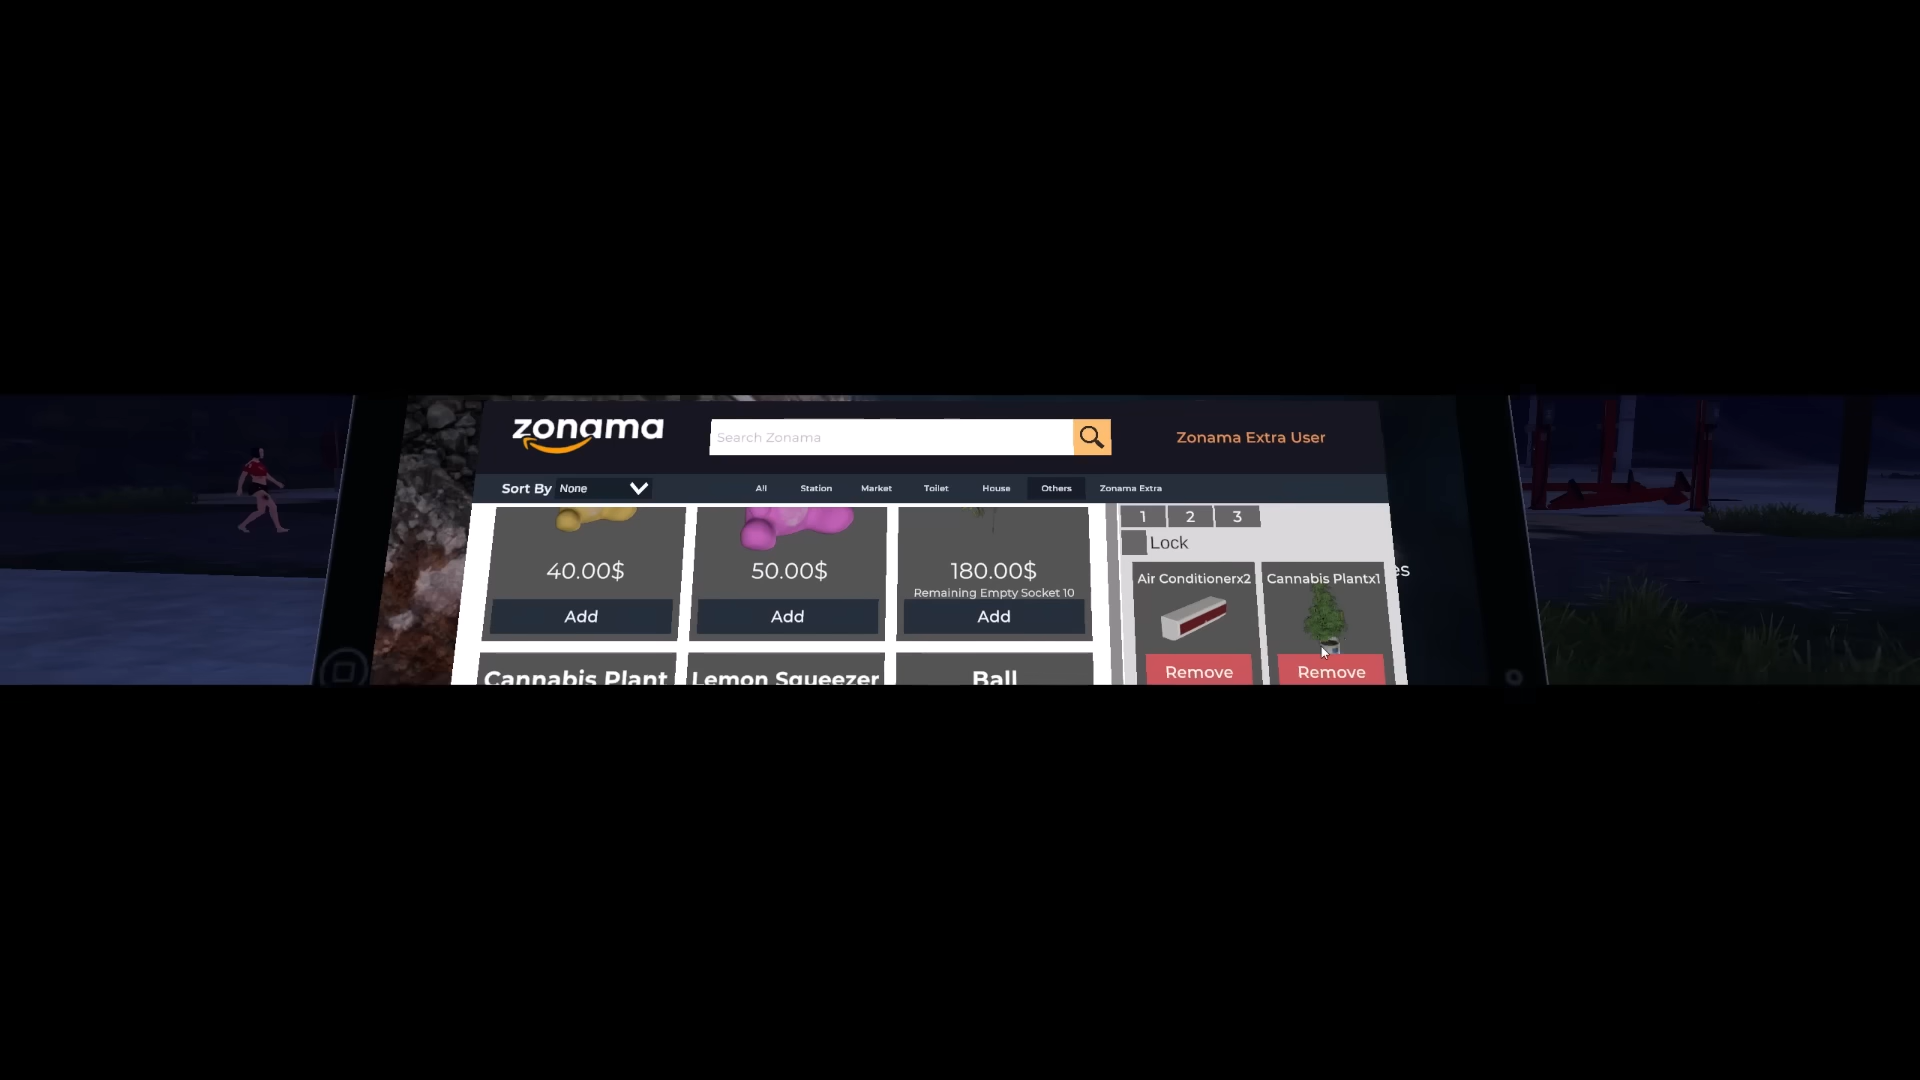 zonama
Search Zonama
Zonama Extra User
Sort By None
All Station Market Toilet House Others Zonama Extra
40.00$
Add
50.00$
Add
180.00$
Remaining Empty Socket 10
Add
Cannabis Plant
Lemon Squeezer
Ball
1 2 3
Lock
Air Conditionerx2
Remove
Cannabis Plantx1
Remove
es